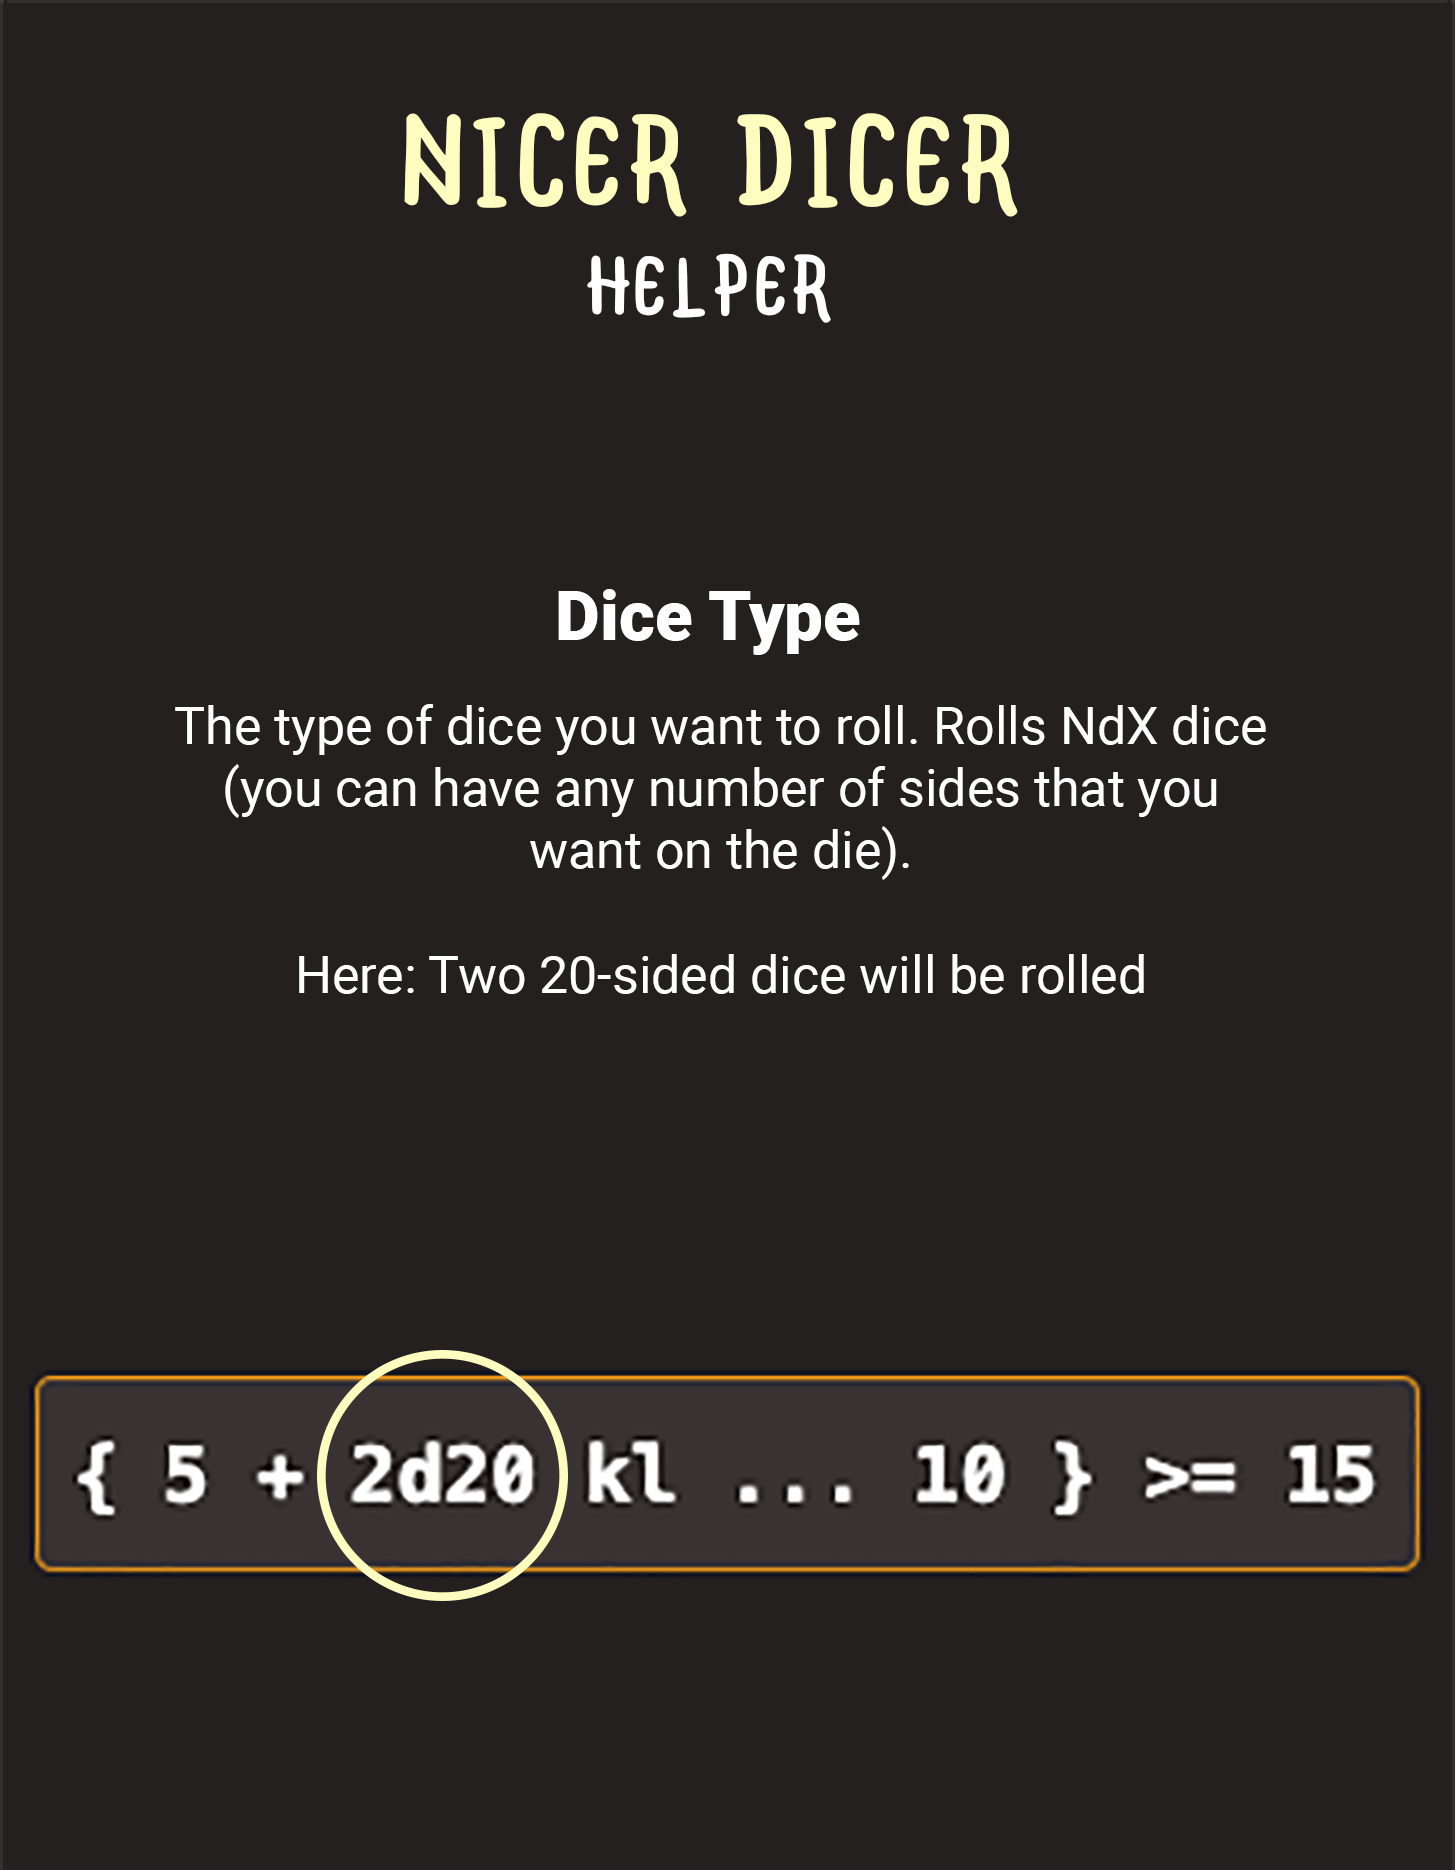 NICER DICER
HELPER
Dice Type
The type of dice you want to roll. Rolls NdX dice
(you can have any number of sides that you
want on the die).
Here: Two 20-sided dice will be rolled
{ 5 + 2d20 kl ... 10 } >= 15